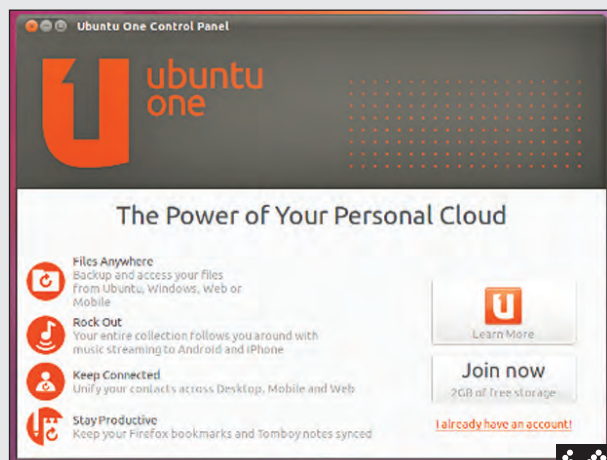 Ubuntu One Control Panel
ubuntu
one
The Power of Your Personal Cloud
Files Anywhere
Backup and access your files
from Ubuntu, Windows, Web or
Mobile
Rock Out
Your entire collection follows you around with
music streaming to Android and iPhone
Keep Connected
Unify your contacts across Desktop, Mobile and Web
Stay Productive
Keep your Firefox bookmarks and Tomboy notes synced
Learn More
Join now
2GB of free storage
I already have an account!